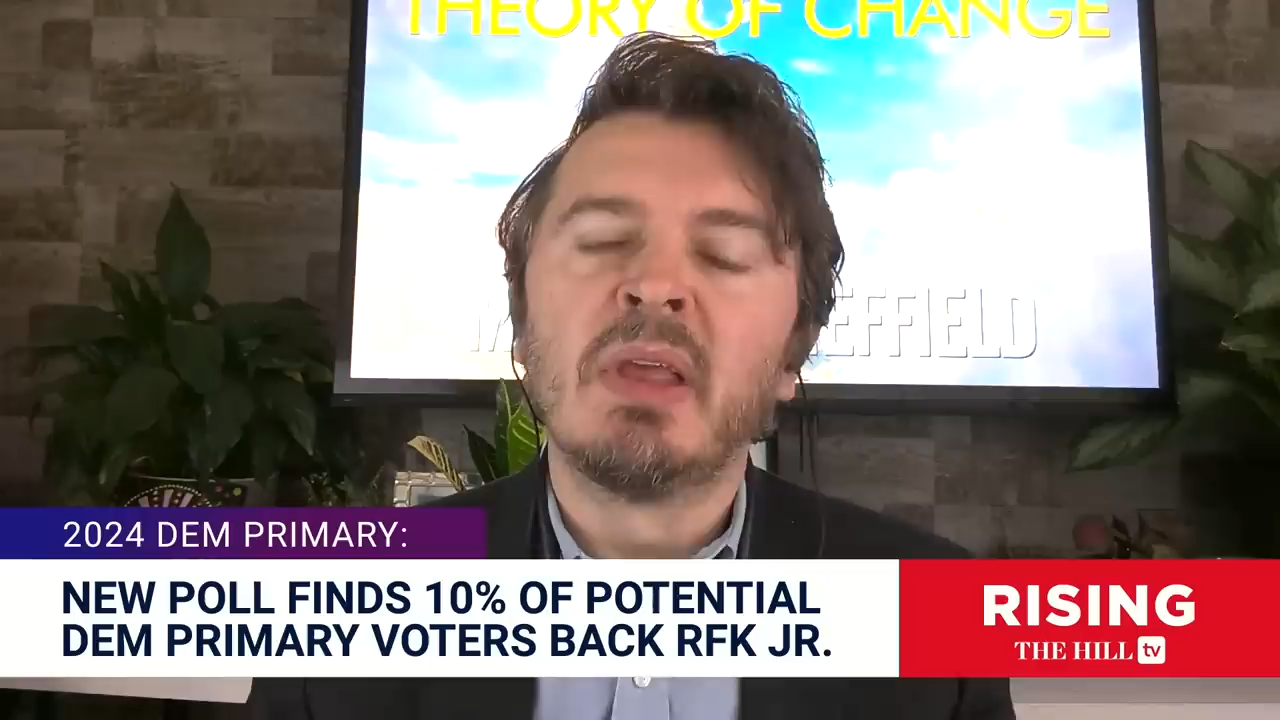 THEORY OF CHANGE
EFFIELD
2024 DEM PRIMARY:
NEW POLL FINDS 10% OF POTENTIAL
DEM PRIMARY VOTERS BACK RFK JR.
RISING
THE HILL tv